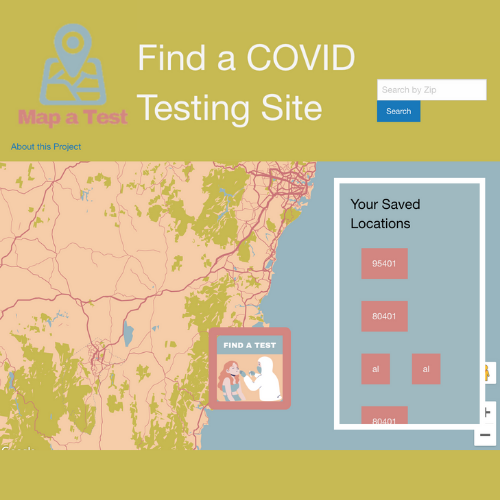 Find a COVID
Testing Site
Map a Test
Search by Zip
Search
About this Project
Your Saved
Locations
95401
80401
al al
80401
FIND A TEST